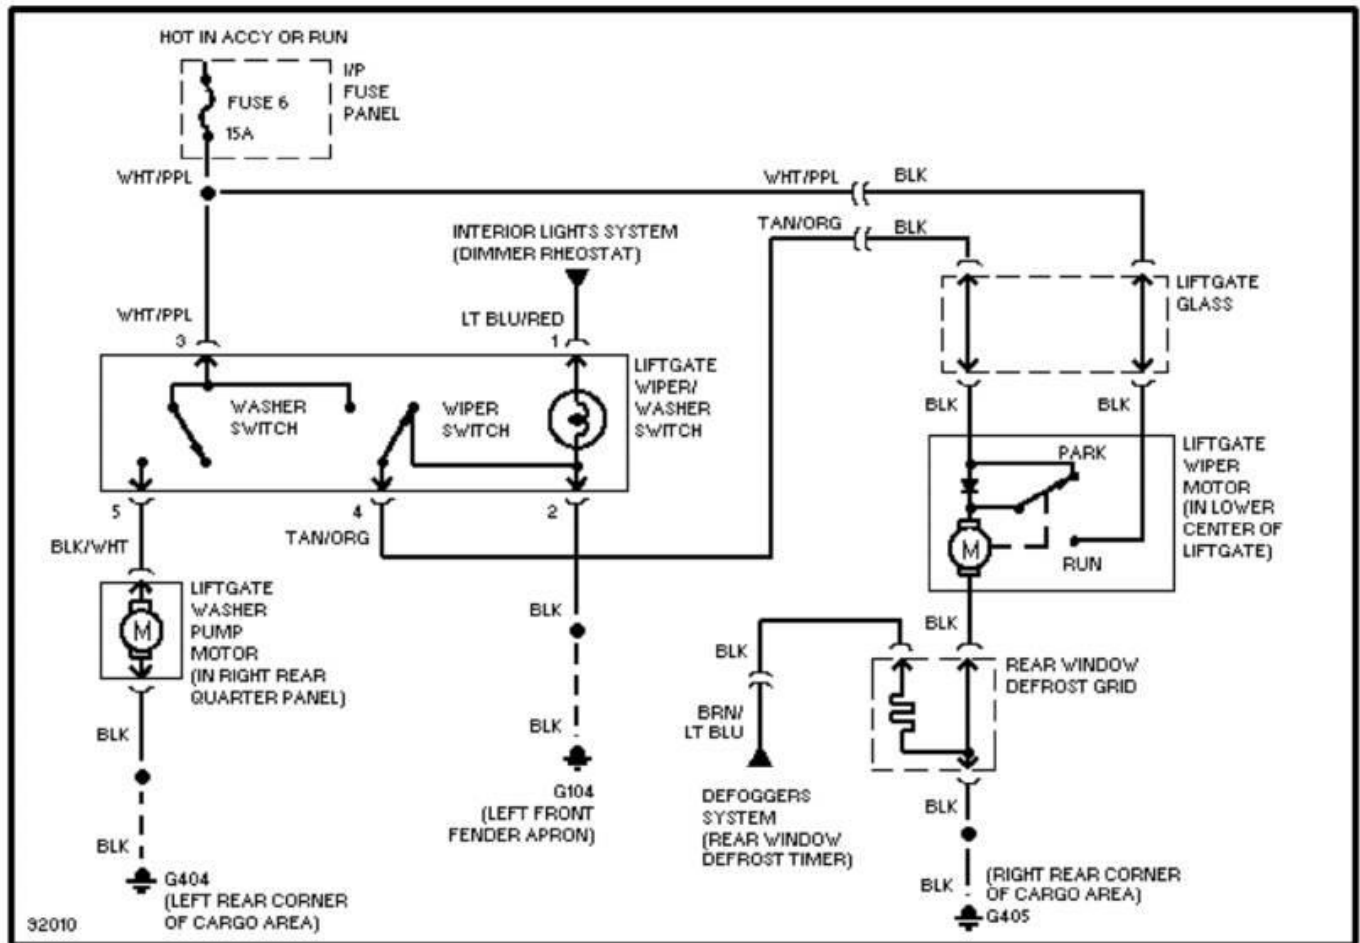 HOT IN ACCY OR RUN
I/P
FUSE
PANEL
FUSE 6
15A
WHT/PPL
WHT/PPL
BLK
TAN/ORG
BLK
INTERIOR LIGHTS SYSTEM
(DIMMER RHEOSTAT)
LIFTGATE
GLASS
WHT/PPL
3
LT BLU/RED
1
LIFTGATE
WIPER/
WASHER
SWITCH
WASHER
SWITCH
WIPER
SWITCH
BLK
BLK
PARK
LIFTGATE
WIPER
MOTOR
(IN LOWER
CENTER OF
LIFTGATE)
M
RUN
5
4
2
BLK/WHT
TAN/ORG
LIFTGATE
WASHER
PUMP
MOTOR
(IN RIGHT REAR
QUARTER PANEL)
M
BLK
BLK
BLK
REAR WINDOW
DEFROST GRID
BRN/
LT BLU
BLK
BLK
G104
(LEFT FRONT
FENDER APRON)
DEFOGGERS
SYSTEM
(REAR WINDOW
DEFROST TIMER)
BLK
BLK
G404
(LEFT REAR CORNER
OF CARGO AREA)
BLK
(RIGHT REAR CORNER
OF CARGO AREA)
G405
92010